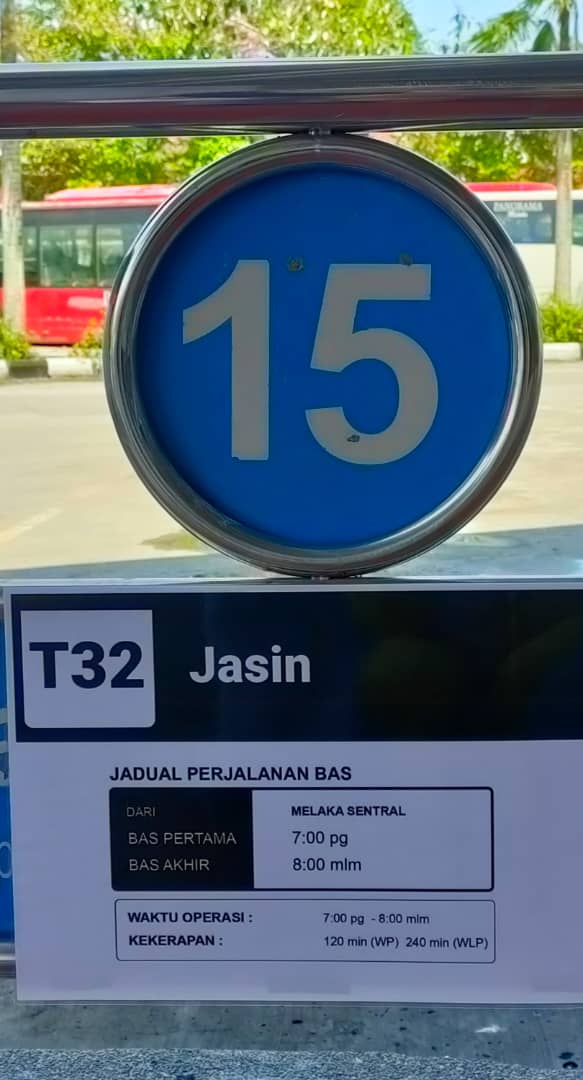 PANORAMA
15
T32 Jasin
JADUAL PERJALANAN BAS
DARI MELAKA SENTRAL
BAS PERTAMA 7:00 pg
BAS AKHIR 8:00 mlm
WAKTU OPERASI : 7:00 pg - 8:00 mlm
KEKERAPAN : 120 min (WP) 240 min (WLP)